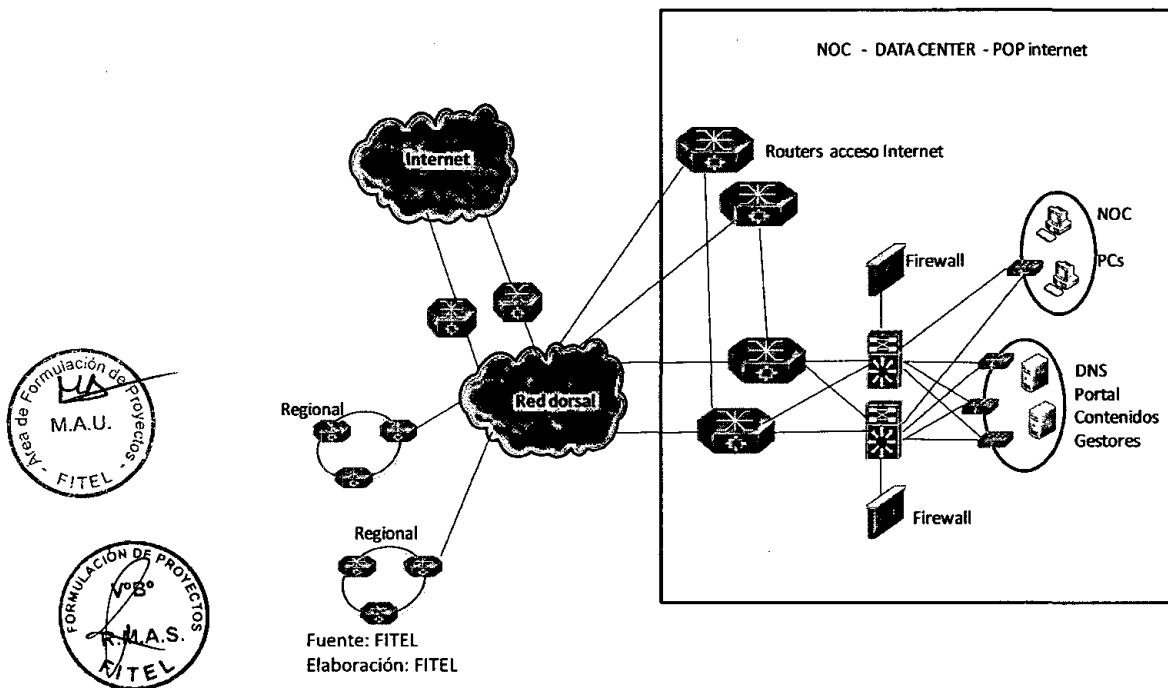 NOC - DATA CENTER - POP internet
Internet
Routers acceso Internet
NOC
PCs
Firewall
DNS
Portal
Contenidos
Gestores
Red dorsal
Regional
Firewall
Regional
Área de Formulación de Proyectos - FITEL
M.A.U.
FORMULACIÓN DE PROYECTOS
VºBº
R.M.A.S.
FITEL
Fuente: FITEL
Elaboración: FITEL